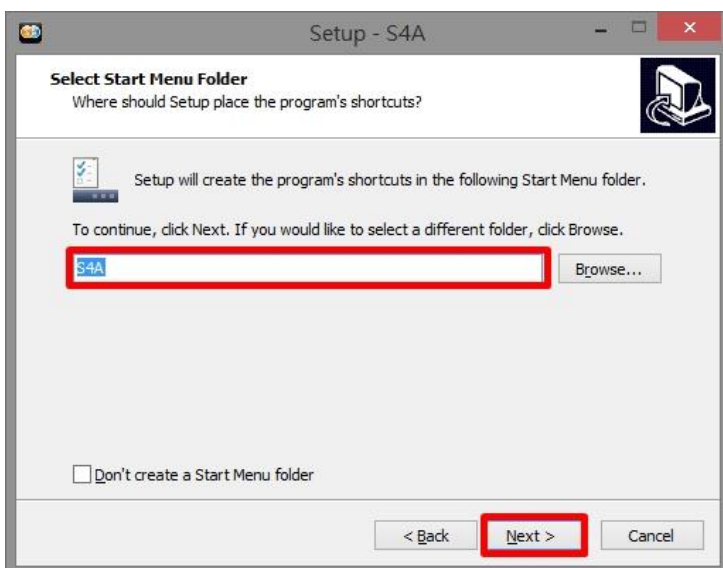 Setup - S4A
Select Start Menu Folder
Where should Setup place the program's shortcuts?
Setup will create the program's shortcuts in the following Start Menu folder.
To continue, click Next. If you would like to select a different folder, click Browse.
S4A
Browse...
Don't create a Start Menu folder
< Back
Next >
Cancel